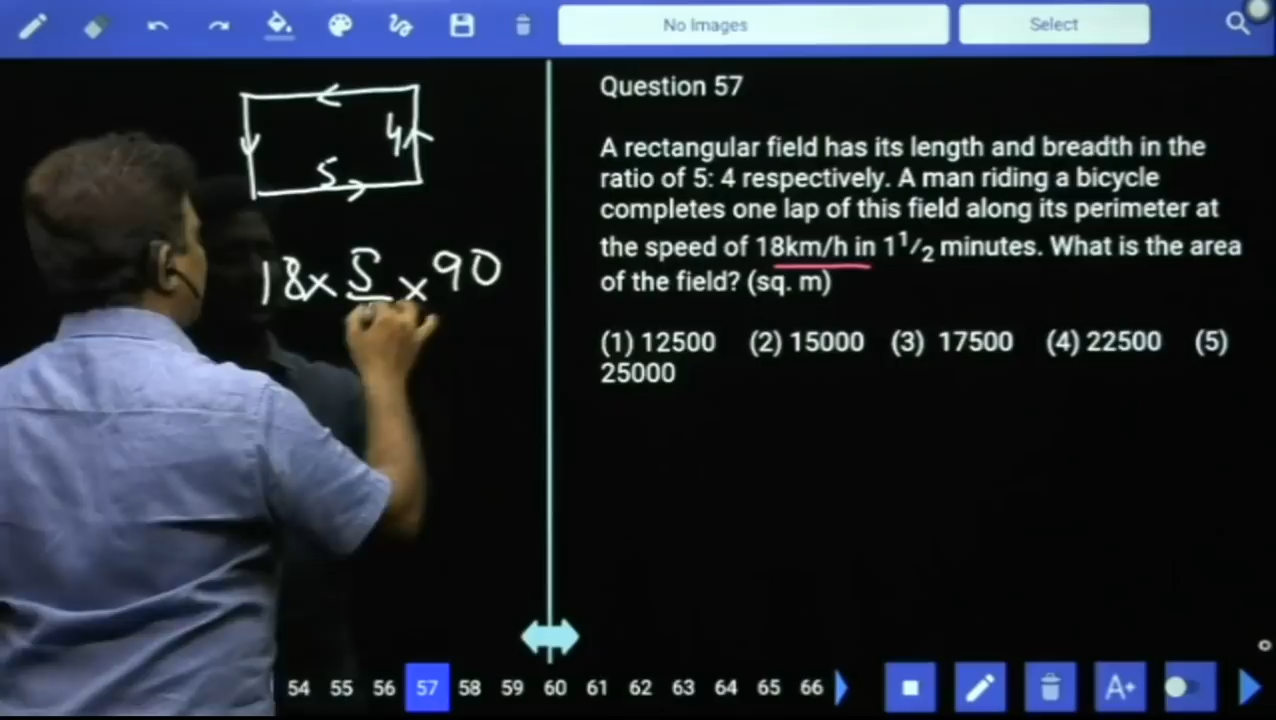 No Images Select
4
5
18 × 5 × 90
Question 57
A rectangular field has its length and breadth in the
ratio of 5: 4 respectively. A man riding a bicycle
completes one lap of this field along its perimeter at
the speed of 18km/h in 1¹/₂ minutes. What is the area
of the field? (sq. m)
(1) 12500 (2) 15000 (3) 17500 (4) 22500 (5)
25000
54 55 56 57 58 59 60 61 62 63 64 65 66 A+